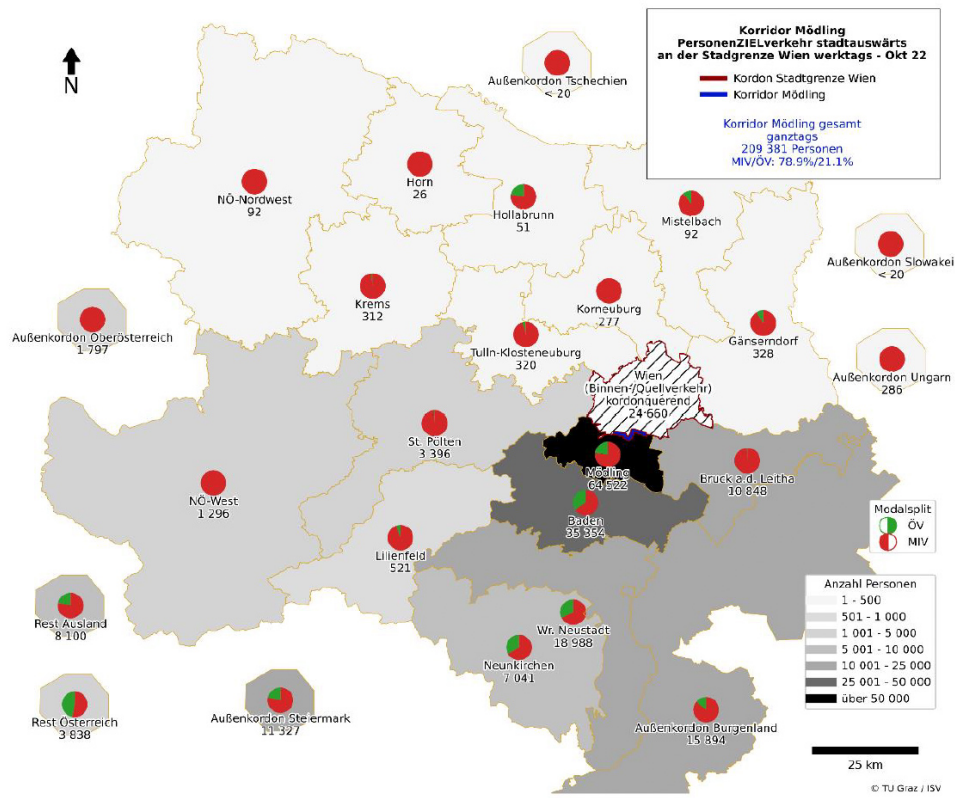 Korridor Mödling
PersonenZIELverkehr stadtauswärts
an der Stadgrenze Wien werktags - Okt 22
Kordon Stadtgrenze Wien
Korridor Mödling
Korridor Mödling gesamt
ganztags
209 381 Personen
MIV/ÖV: 78.9%/21.1%
N
Außenkordon Tschechien
< 20
NÖ-Nordwest
92
Horn
26
Hollabrunn
51
Mistelbach
92
Außenkordon Slowakei
< 20
Krems
312
Korneuburg
277
Außenkordon Oberösterreich
1 797
Tulln-Klosteneuburg
320
Gänserndorf
328
Außenkordon Ungarn
286
Wien
(Binnen-/Quellverkehr)
kordonquerend
24 660
St. Pölten
3 396
Mödling
64 522
Bruck a.d. Leitha
10 848
NÖ-West
1 296
Baden
35 354
Lilienfeld
521
Modalsplit
ÖV
MIV
Rest Ausland
8 100
Wr. Neustadt
18 988
Neunkirchen
7 041
Anzahl Personen
1 - 500
501 - 1 000
1 001 - 5 000
5 001 - 10 000
10 001 - 25 000
25 001 - 50 000
über 50 000
Rest Österreich
3 838
Außenkordon Steiermark
11 327
Außenkordon Burgenland
15 894
25 km
© TU Graz / ISV